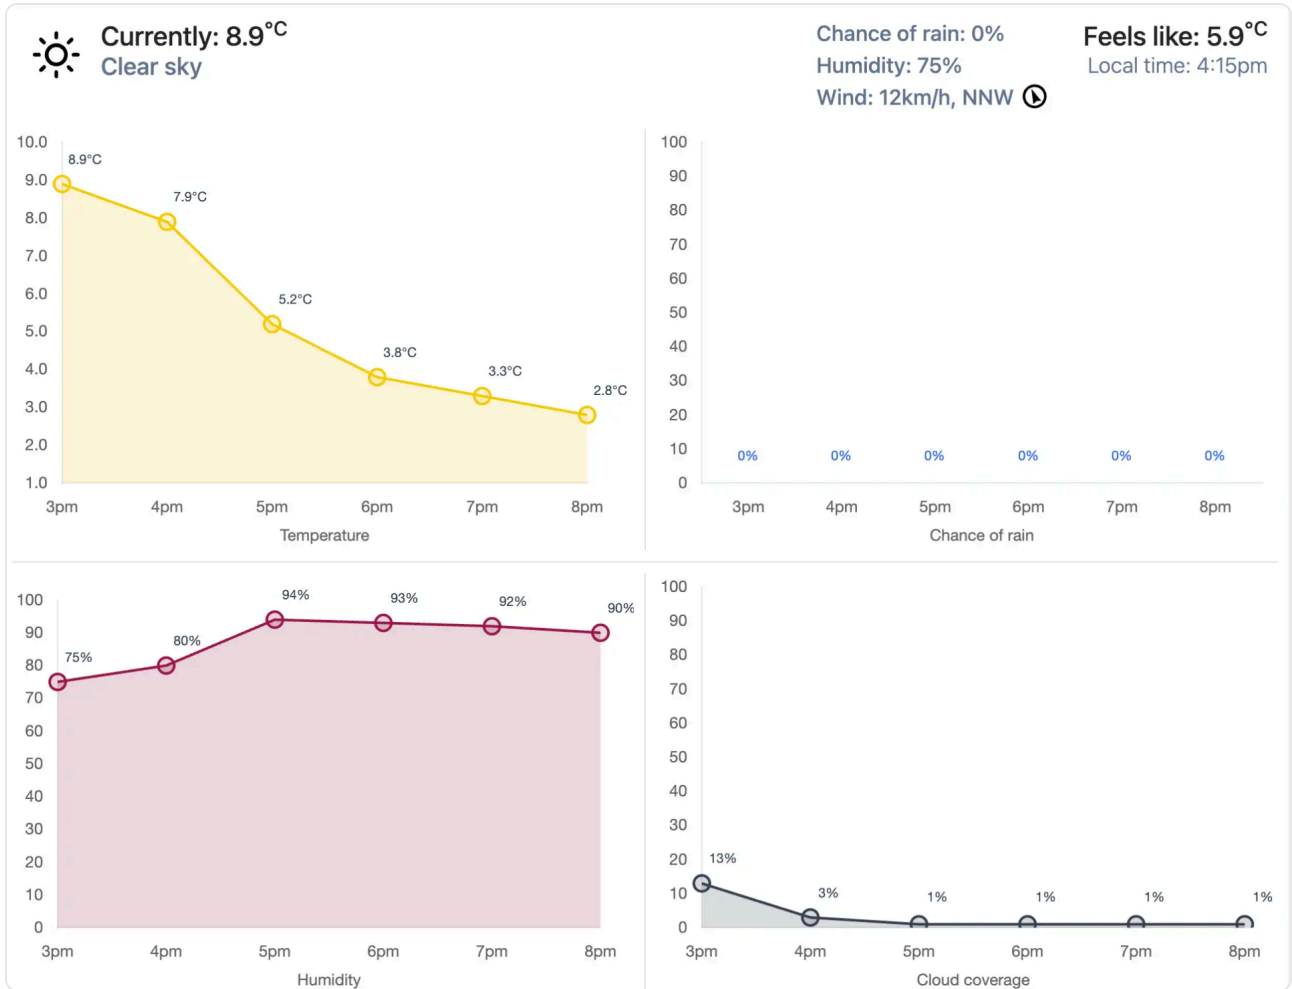 Currently: 8.9°C
Clear sky
Chance of rain: 0%
Humidity: 75%
Wind: 12km/h, NNW
Feels like: 5.9°C
Local time: 4:15pm
10.0
9.0
8.0
7.0
6.0
5.0
4.0
3.0
2.0
1.0
8.9°C
7.9°C
5.2°C
3.8°C
3.3°C
2.8°C
3pm 4pm 5pm 6pm 7pm 8pm
Temperature
100
90
80
70
60
50
40
30
20
10
0
0% 0% 0% 0% 0% 0%
3pm 4pm 5pm 6pm 7pm 8pm
Chance of rain
100
90
80
70
60
50
40
30
20
10
0
75%
80%
94%
93%
92%
90%
3pm 4pm 5pm 6pm 7pm 8pm
Humidity
100
90
80
70
60
50
40
30
20
10
0
13%
3%
1%
1%
1%
1%
3pm 4pm 5pm 6pm 7pm 8pm
Cloud coverage